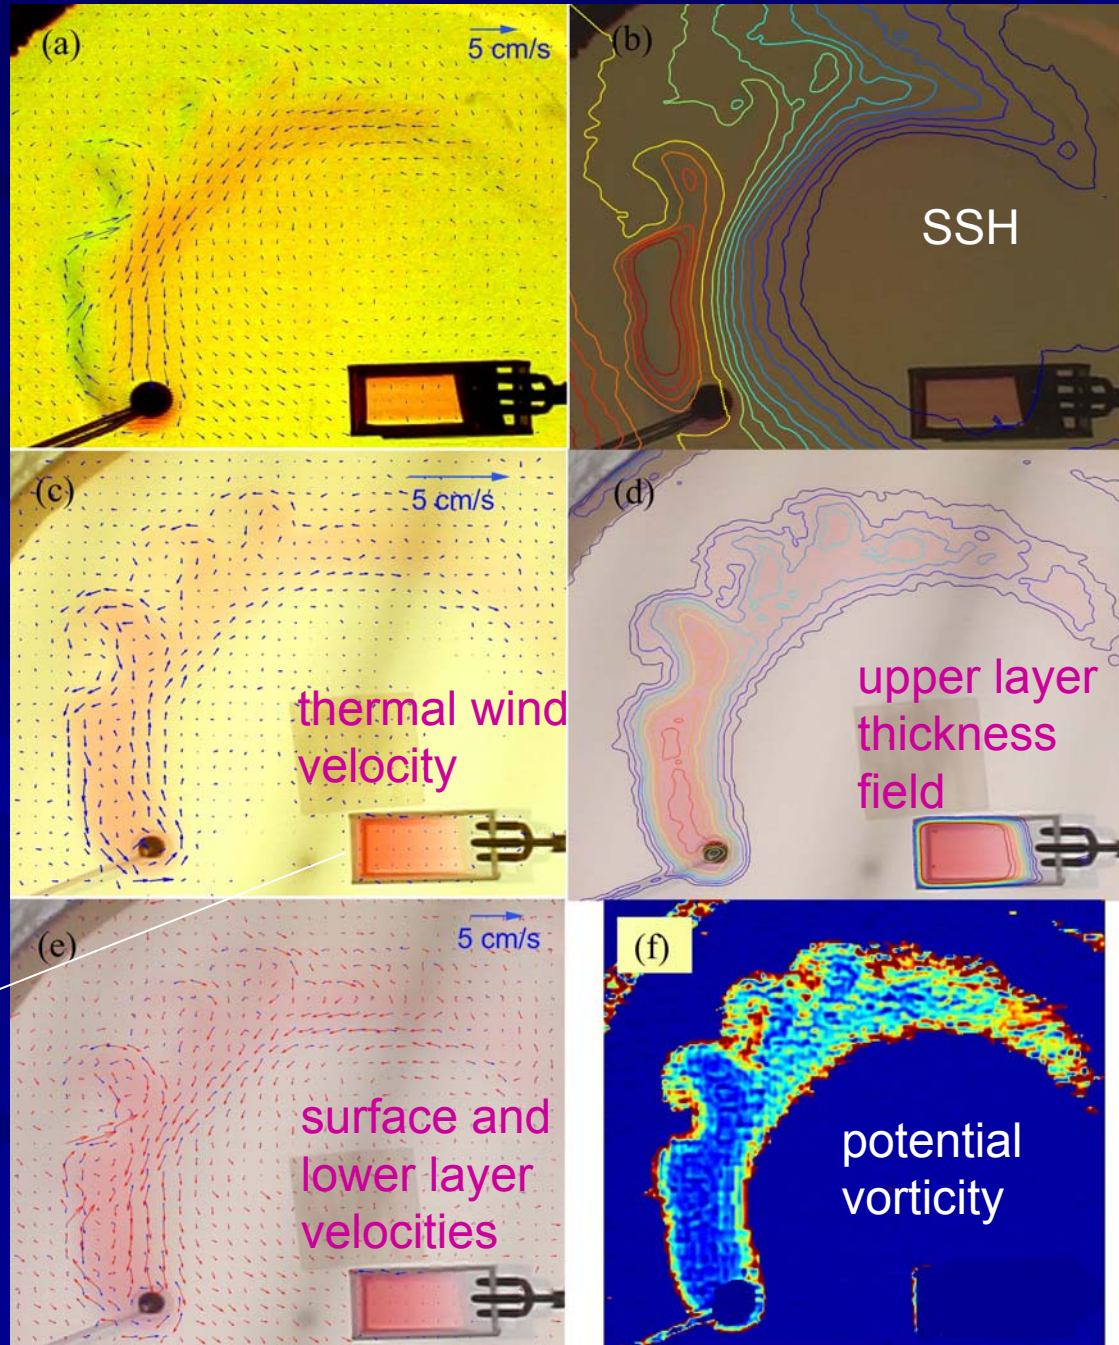 (a)
5 cm/s
(b)
SSH
(c)
5 cm/s
thermal wind
velocity
(d)
upper layer
thickness
field
(e)
5 cm/s
surface and
lower layer
velocities
(f)
potential
vorticity